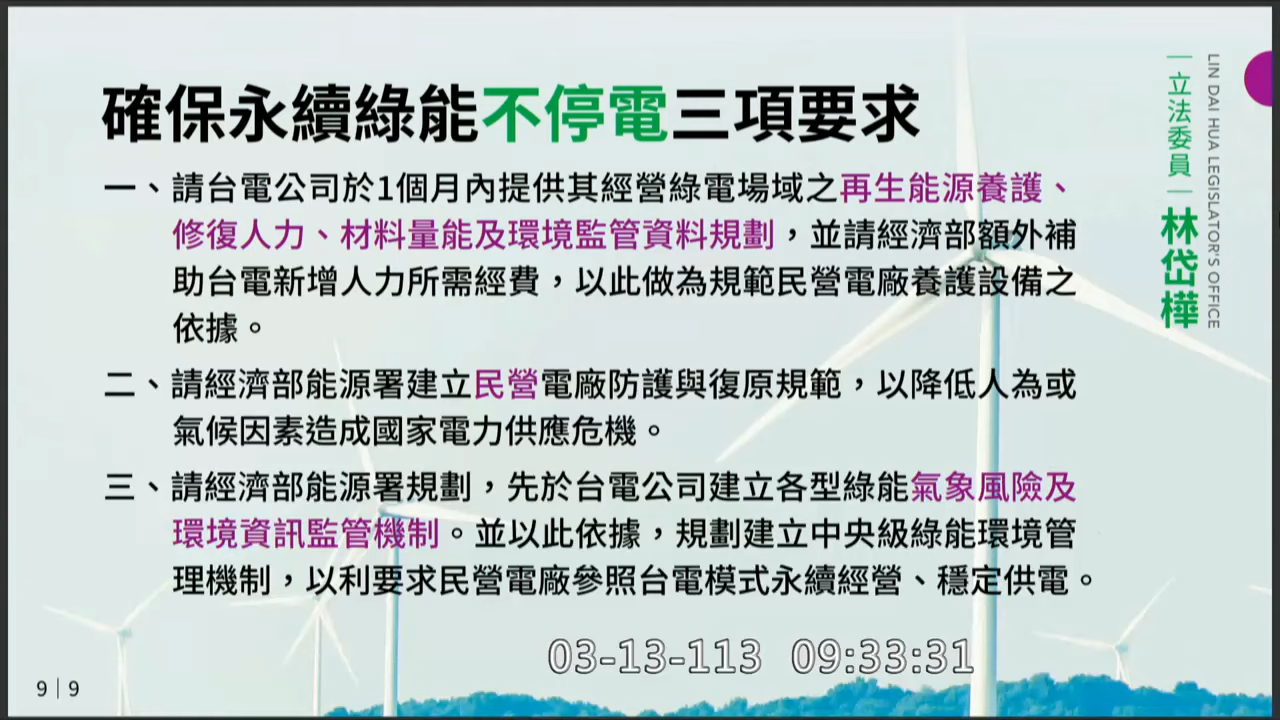 確保永續綠能不停電三項要求
一、請台電公司於1個月內提供其經營綠電場域之再生能源養護、
修復人力、材料量能及環境監管資料規劃，並請經濟部額外補
助台電新增人力所需經費，以此做為規範民營電廠養護設備之
依據。
二、請經濟部能源署建立民營電廠防護與復原規範，以降低人為或
氣候因素造成國家電力供應危機。
三、請經濟部能源署規劃，先於台電公司建立各型綠能氣象風險及
環境資訊監管機制。並以此依據，規劃建立中央級綠能環境管
理機制，以利要求民營電廠參照台電模式永續經營、穩定供電。
立法委員 林岱樺
LIN DAI HUA LEGISLATOR'S OFFICE
03-13-113 09:33:31
9｜9